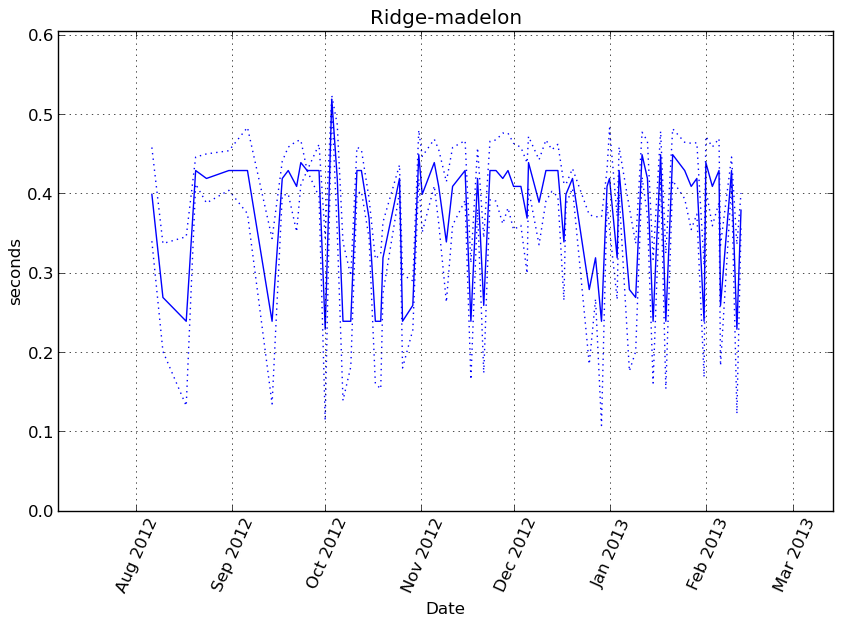 Ridge-madelon
0.6
0.5
0.4
0.3
0.2
0.1
0.0
seconds
Aug 2012
Sep 2012
Oct 2012
Nov 2012
Dec 2012
Jan 2013
Feb 2013
Mar 2013
Date